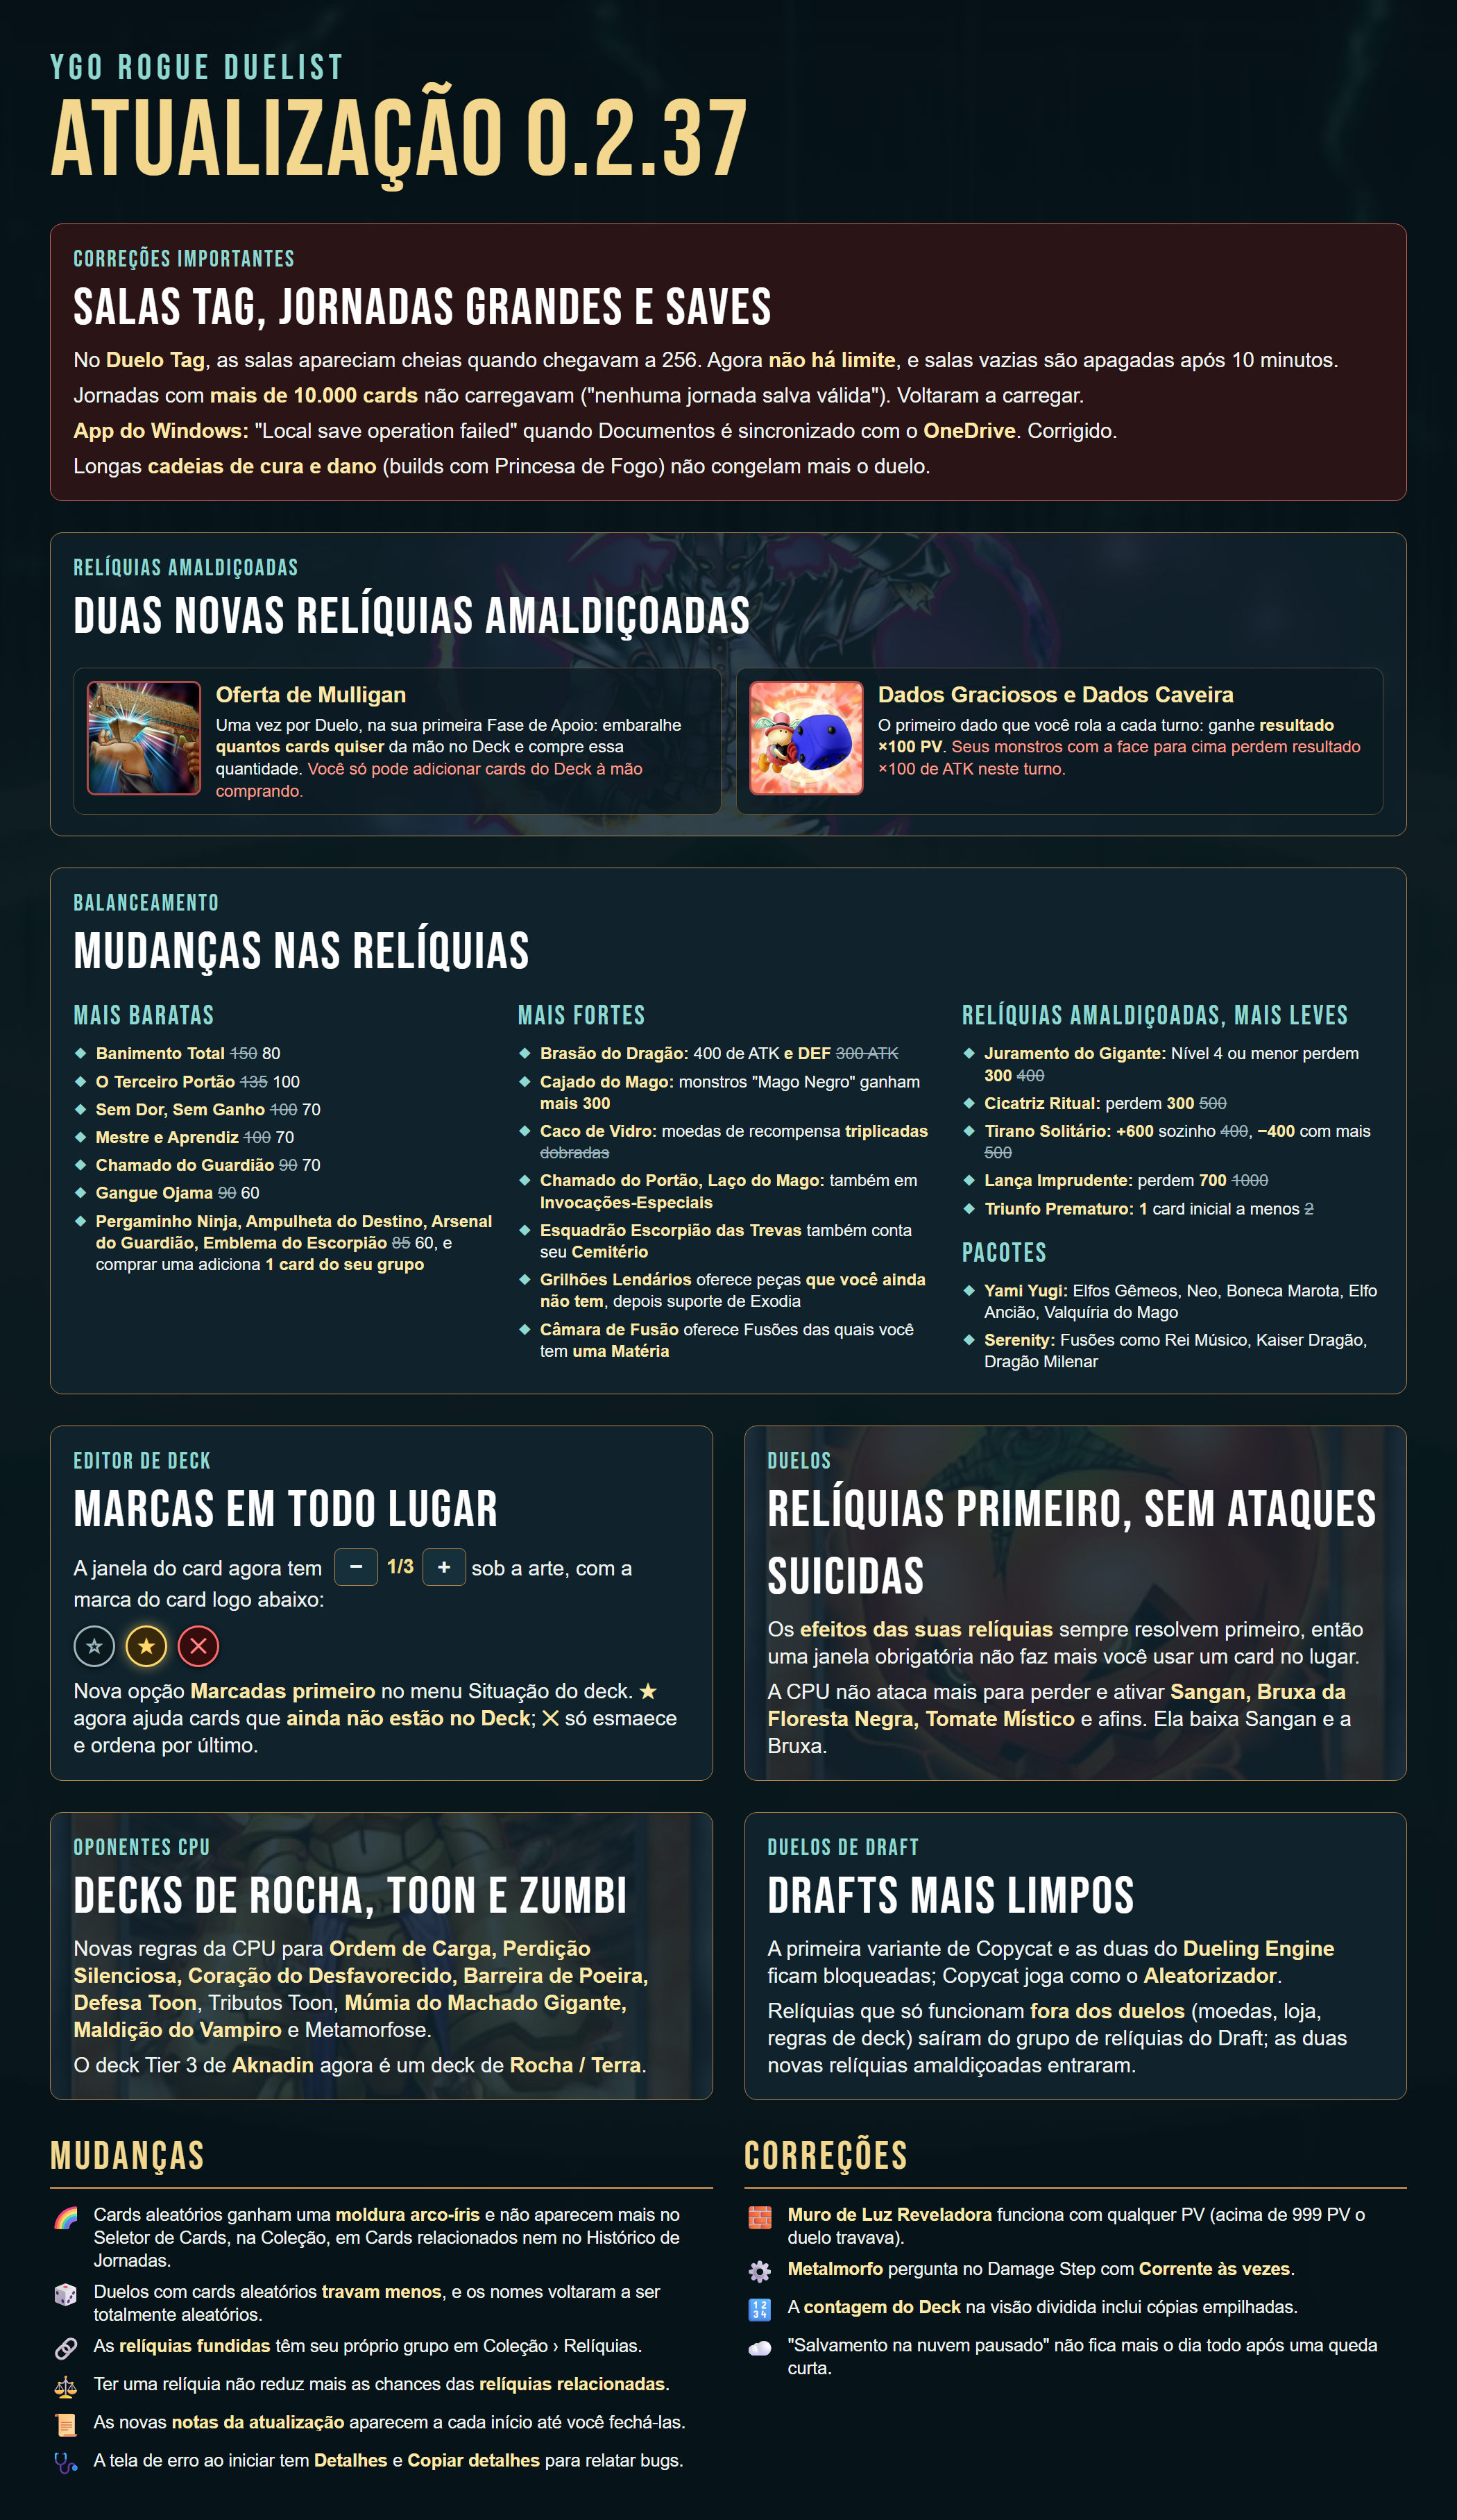 YGO ROGUE DUELIST
ATUALIZAÇÃO 0.2.37
CORREÇÕES IMPORTANTES
SALAS TAG, JORNADAS GRANDES E SAVES
No Duelo Tag, as salas apareciam cheias quando chegavam a 256. Agora não há limite, e salas vazias são apagadas após 10 minutos.
Jornadas com mais de 10.000 cards não carregavam ("nenhuma jornada salva válida"). Voltaram a carregar.
App do Windows: "Local save operation failed" quando Documentos é sincronizado com o OneDrive. Corrigido.
Longas cadeias de cura e dano (builds com Princesa de Fogo) não congelam mais o duelo.
RELÍQUIAS AMALDIÇOADAS
DUAS NOVAS RELÍQUIAS AMALDIÇOADAS
Oferta de Mulligan
Uma vez por Duelo, na sua primeira Fase de Apoio: embaralhe
quantos cards quiser da mão no Deck e compre essa
quantidade. Você só pode adicionar cards do Deck à mão
comprando.
Dados Graciosos e Dados Caveira
O primeiro dado que você rola a cada turno: ganhe resultado
×100 PV. Seus monstros com a face para cima perdem resultado
×100 de ATK neste turno.
BALANCEAMENTO
MUDANÇAS NAS RELÍQUIAS
MAIS BARATAS
❖ Banimento Total 150 80
❖ O Terceiro Portão 135 100
❖ Sem Dor, Sem Ganho 100 70
❖ Mestre e Aprendiz 100 70
❖ Chamado do Guardião 90 70
❖ Gangue Ojama 90 60
❖ Pergaminho Ninja, Ampulheta do Destino, Arsenal
do Guardião, Emblema do Escorpião 85 60, e
comprar uma adiciona 1 card do seu grupo
MAIS FORTES
❖ Brasão do Dragão: 400 de ATK e DEF 300 ATK
❖ Cajado do Mago: monstros "Mago Negro" ganham
mais 300
❖ Caco de Vidro: moedas de recompensa triplicadas
dobradas
❖ Chamado do Portão, Laço do Mago: também em
Invocações-Especiais
❖ Esquadrão Escorpião das Trevas também conta
seu Cemitério
❖ Grilhões Lendários oferece peças que você ainda
não tem, depois suporte de Exodia
❖ Câmara de Fusão oferece Fusões das quais você
tem uma Matéria
RELÍQUIAS AMALDIÇOADAS, MAIS LEVES
❖ Juramento do Gigante: Nível 4 ou menor perdem
300 400
❖ Cicatriz Ritual: perdem 300 500
❖ Tirano Solitário: +600 sozinho 400, −400 com mais
500
❖ Lança Imprudente: perdem 700 1000
❖ Triunfo Prematuro: 1 card inicial a menos 2
PACOTES
❖ Yami Yugi: Elfos Gêmeos, Neo, Boneca Marota, Elfo
Ancião, Valquíria do Mago
❖ Serenity: Fusões como Rei Músico, Kaiser Dragão,
Dragão Milenar
EDITOR DE DECK
MARCAS EM TODO LUGAR
A janela do card agora tem − 1/3 + sob a arte, com a
marca do card logo abaixo:
☆ ★ ✕
Nova opção Marcadas primeiro no menu Situação do deck. ★
agora ajuda cards que ainda não estão no Deck; ✕ só esmaece
e ordena por último.
DUELOS
RELÍQUIAS PRIMEIRO, SEM ATAQUES
SUICIDAS
Os efeitos das suas relíquias sempre resolvem primeiro, então
uma janela obrigatória não faz mais você usar um card no lugar.
A CPU não ataca mais para perder e ativar Sangan, Bruxa da
Floresta Negra, Tomate Místico e afins. Ela baixa Sangan e a
Bruxa.
OPONENTES CPU
DECKS DE ROCHA, TOON E ZUMBI
Novas regras da CPU para Ordem de Carga, Perdição
Silenciosa, Coração do Desfavorecido, Barreira de Poeira,
Defesa Toon, Tributos Toon, Múmia do Machado Gigante,
Maldição do Vampiro e Metamorfose.
O deck Tier 3 de Aknadin agora é um deck de Rocha / Terra.
DUELOS DE DRAFT
DRAFTS MAIS LIMPOS
A primeira variante de Copycat e as duas do Dueling Engine
ficam bloqueadas; Copycat joga como o Aleatorizador.
Relíquias que só funcionam fora dos duelos (moedas, loja,
regras de deck) saíram do grupo de relíquias do Draft; as duas
novas relíquias amaldiçoadas entraram.
MUDANÇAS
Cards aleatórios ganham uma moldura arco-íris e não aparecem mais no
Seletor de Cards, na Coleção, em Cards relacionados nem no Histórico de
Jornadas.
Duelos com cards aleatórios travam menos, e os nomes voltaram a ser
totalmente aleatórios.
As relíquias fundidas têm seu próprio grupo em Coleção › Relíquias.
Ter uma relíquia não reduz mais as chances das relíquias relacionadas.
As novas notas da atualização aparecem a cada início até você fechá-las.
A tela de erro ao iniciar tem Detalhes e Copiar detalhes para relatar bugs.
CORREÇÕES
Muro de Luz Reveladora funciona com qualquer PV (acima de 999 PV o
duelo travava).
Metalmorfo pergunta no Damage Step com Corrente às vezes.
A contagem do Deck na visão dividida inclui cópias empilhadas.
"Salvamento na nuvem pausado" não fica mais o dia todo após uma queda
curta.